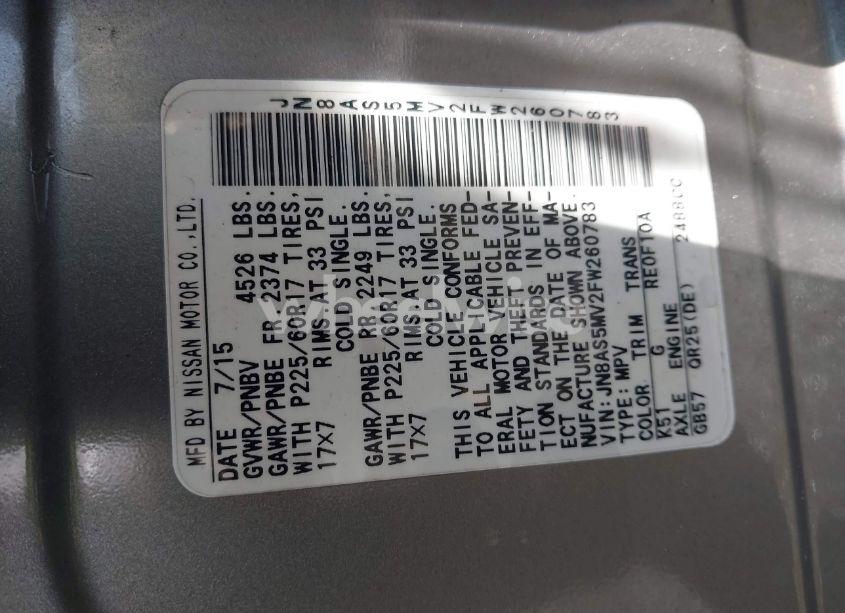 JN8AS5MV2FW260783
MFD BY NISSAN MOTOR CO.,LTD.
DATE 7/15
GVWR/PNBV 4526 LBS.
GAWR/PNBE FR 2374 LBS.
WITH P225/60R17 TIRES,
17X7 RIMS.AT 33 PSI
COLD SINGLE.
GAWR/PNBE RR 2249 LBS.
WITH P225/60R17 TIRES,
17X7 RIMS.AT 33 PSI
COLD SINGLE.
THIS VEHICLE CONFORMS
TO ALL APPLICABLE FED-
ERAL MOTOR VEHICLE SA-
FETY AND THEFT PREVEN-
TION STANDARDS IN EFF-
ECT ON THE DATE OF MA-
NUFACTURE SHOWN ABOVE.
VIN:JN8AS5MV2FW260783
TYPE:MPV
COLOR TRIM TRANS
K51 G RE0F10A
AXLE ENGINE
GB57 QR25(DE) 2488CC